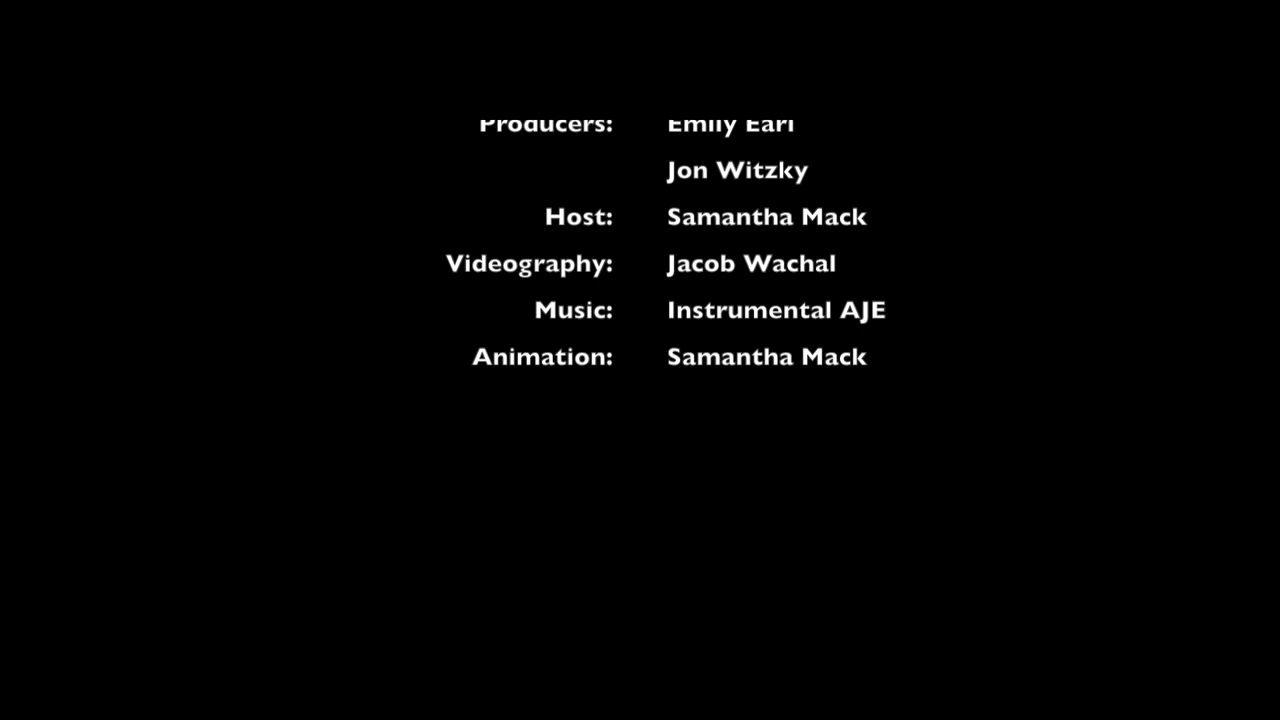 Producers: Emily Earl
Jon Witzky
Host: Samantha Mack
Videography: Jacob Wachal
Music: Instrumental AJE
Animation: Samantha Mack